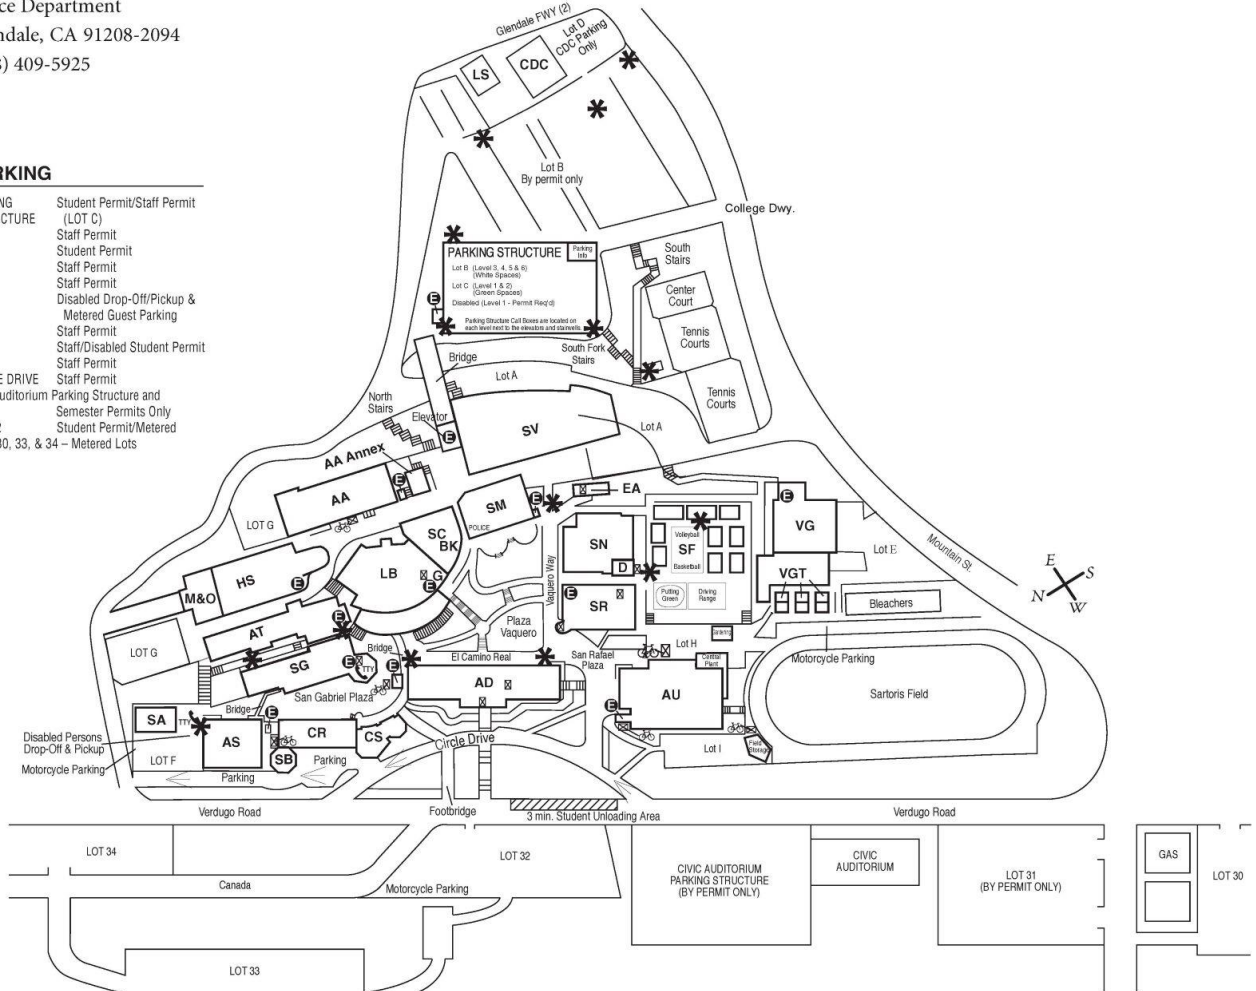 ce Department
ndale, CA 91208-2094
) 409-5925
RKING
NG Student Permit/Staff Permit
CTURE (LOT C)
Staff Permit
Student Permit
Staff Permit
Staff Permit
Disabled Drop-Off/Pickup &
Metered Guest Parking
Staff Permit
Staff/Disabled Student Permit
Staff Permit
E DRIVE Staff Permit
uditorium Parking Structure and
Semester Permits Only
2 Student Permit/Metered
30, 33, & 34 – Metered Lots
Glendale FWY (2)
Lot D
CDC Parking
Only
LS
CDC
Lot B
By permit only
College Dwy.
PARKING STRUCTURE
Parking
Info
Lot B (Level 3, 4, 5 & 6)
(White Spaces)
Lot C (Level 1 & 2)
(Green Spaces)
Disabled (Level 1 - Permit Req'd)
Parking Structure Call Boxes are located on
each level next to the elevators and stairwells.
E
South
Stairs
Center
Court
Tennis
Courts
South Fork
Stairs
Bridge
Lot A
Tennis
Courts
North
Stairs
Elevator
E
SV
Lot A
AA Annex
E
AA
SM
E
EA
POLICE
LOT G
SC
BK
VG
E
Volleyball
SF
Basketball
SN
D
Lot E
Mountain St.
HS
E
LB
G
E
M&O
VGT
Vaquero Way
E
SR
Putting
Green
Driving
Range
Bleachers
E
S
N
W
AT
E
Plaza
Vaquero
Lot H
LOT G
SG
E
TTY
Bridge
E
El Camino Real
San Rafael
Plaza
Central
Plant
Motorcycle Parking
San Gabriel Plaza
AD
AU
Sartoris Field
Bridge
E
E
SA
TTY
AS
CR
CS
SB
Disabled Persons
Drop-Off & Pickup
Motorcycle Parking
LOT F
Parking
Parking
Circle Drive
Lot I
Field
Storage
Verdugo Road
Footbridge
3 min. Student Unloading Area
Verdugo Road
LOT 34
LOT 32
CIVIC AUDITORIUM
PARKING STRUCTURE
(BY PERMIT ONLY)
CIVIC
AUDITORIUM
LOT 31
(BY PERMIT ONLY)
GAS
LOT 30
Canada
Motorcycle Parking
LOT 33